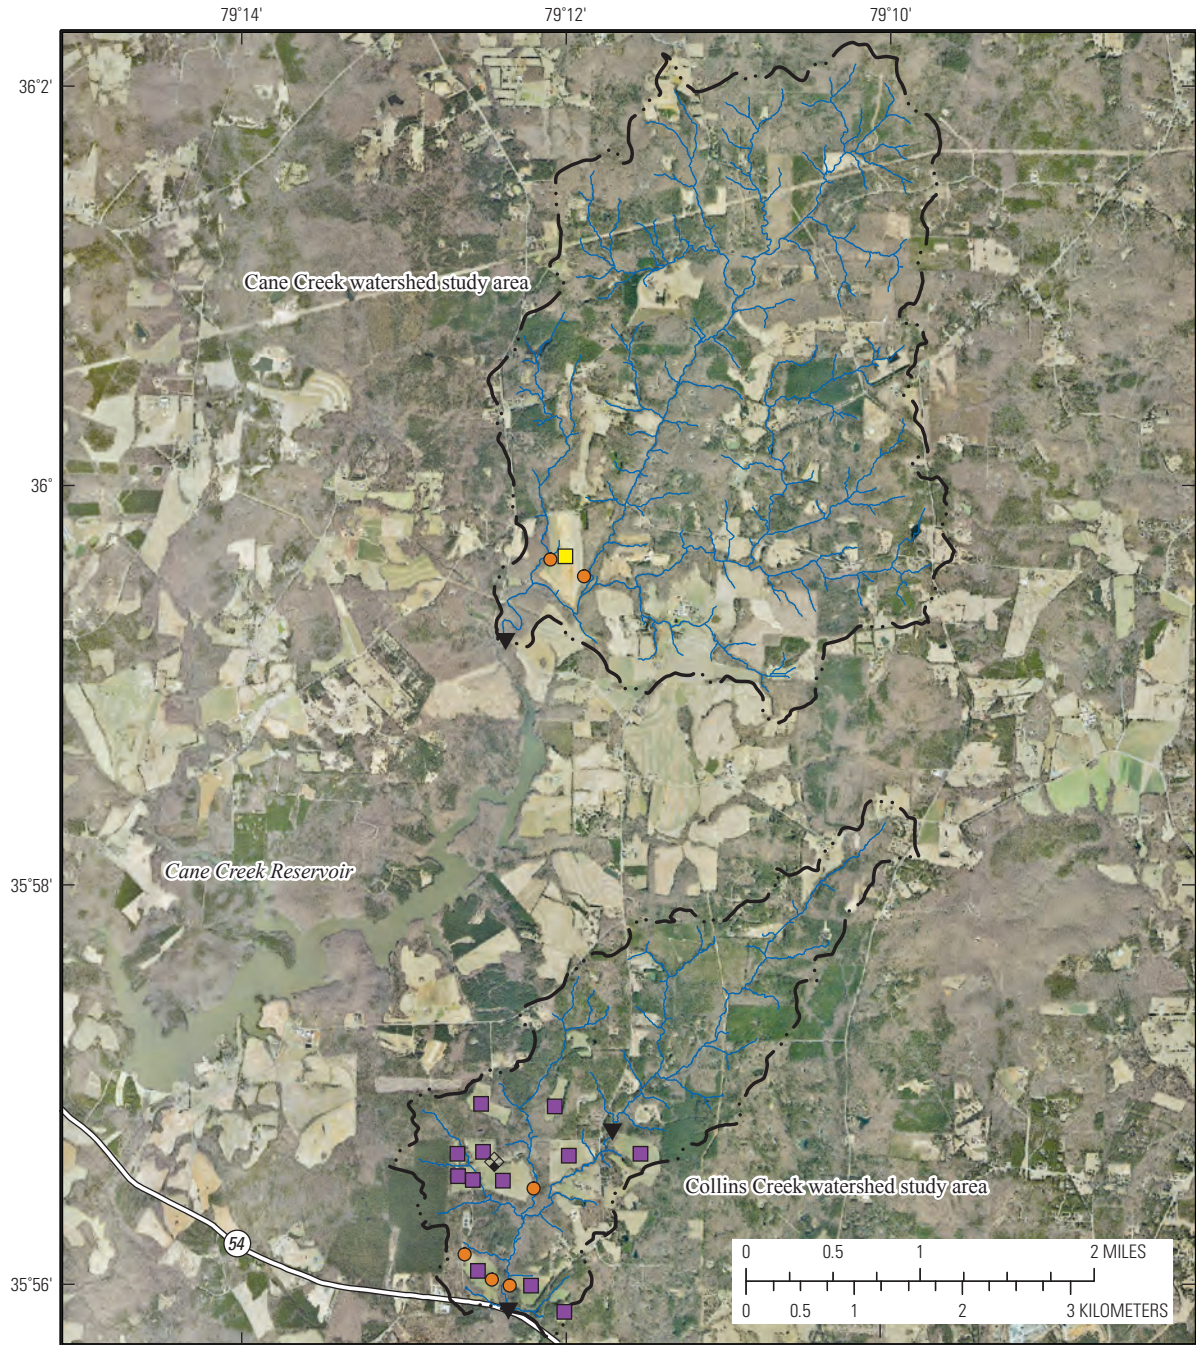 79°14'
79°12'
79°10'
36°2'
Cane Creek watershed study area
36°
35°58'
Cane Creek Reservoir
Collins Creek watershed study area
54
35°56'
0 0.5 1 2 MILES
0 0.5 1 2 3 KILOMETERS